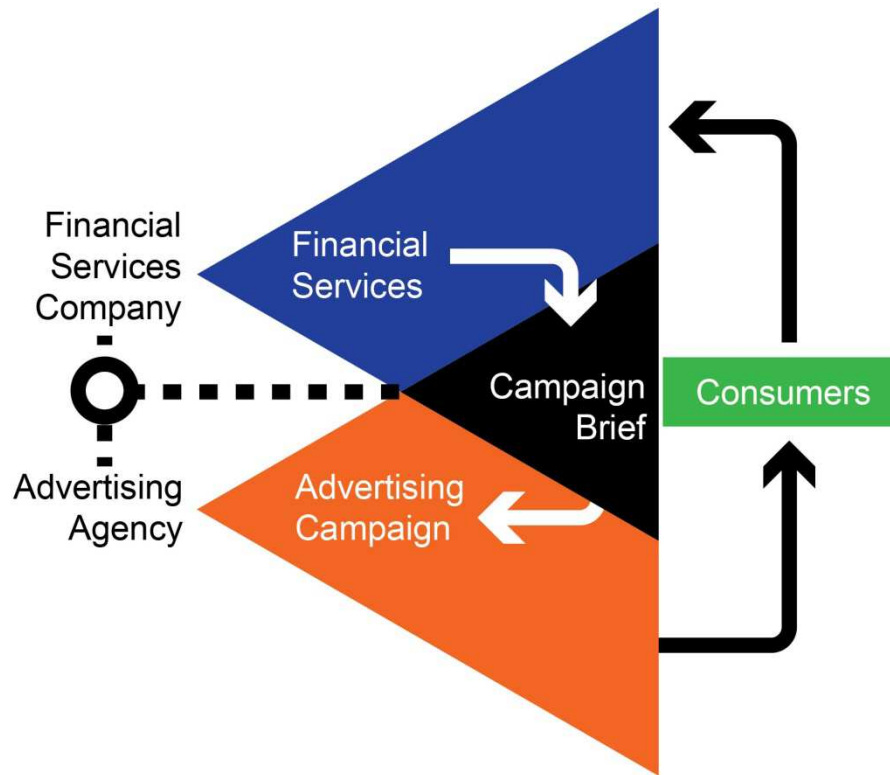 Financial
Services
Company
Financial
Services
Campaign
Brief
Consumers
Advertising
Agency
Advertising
Campaign